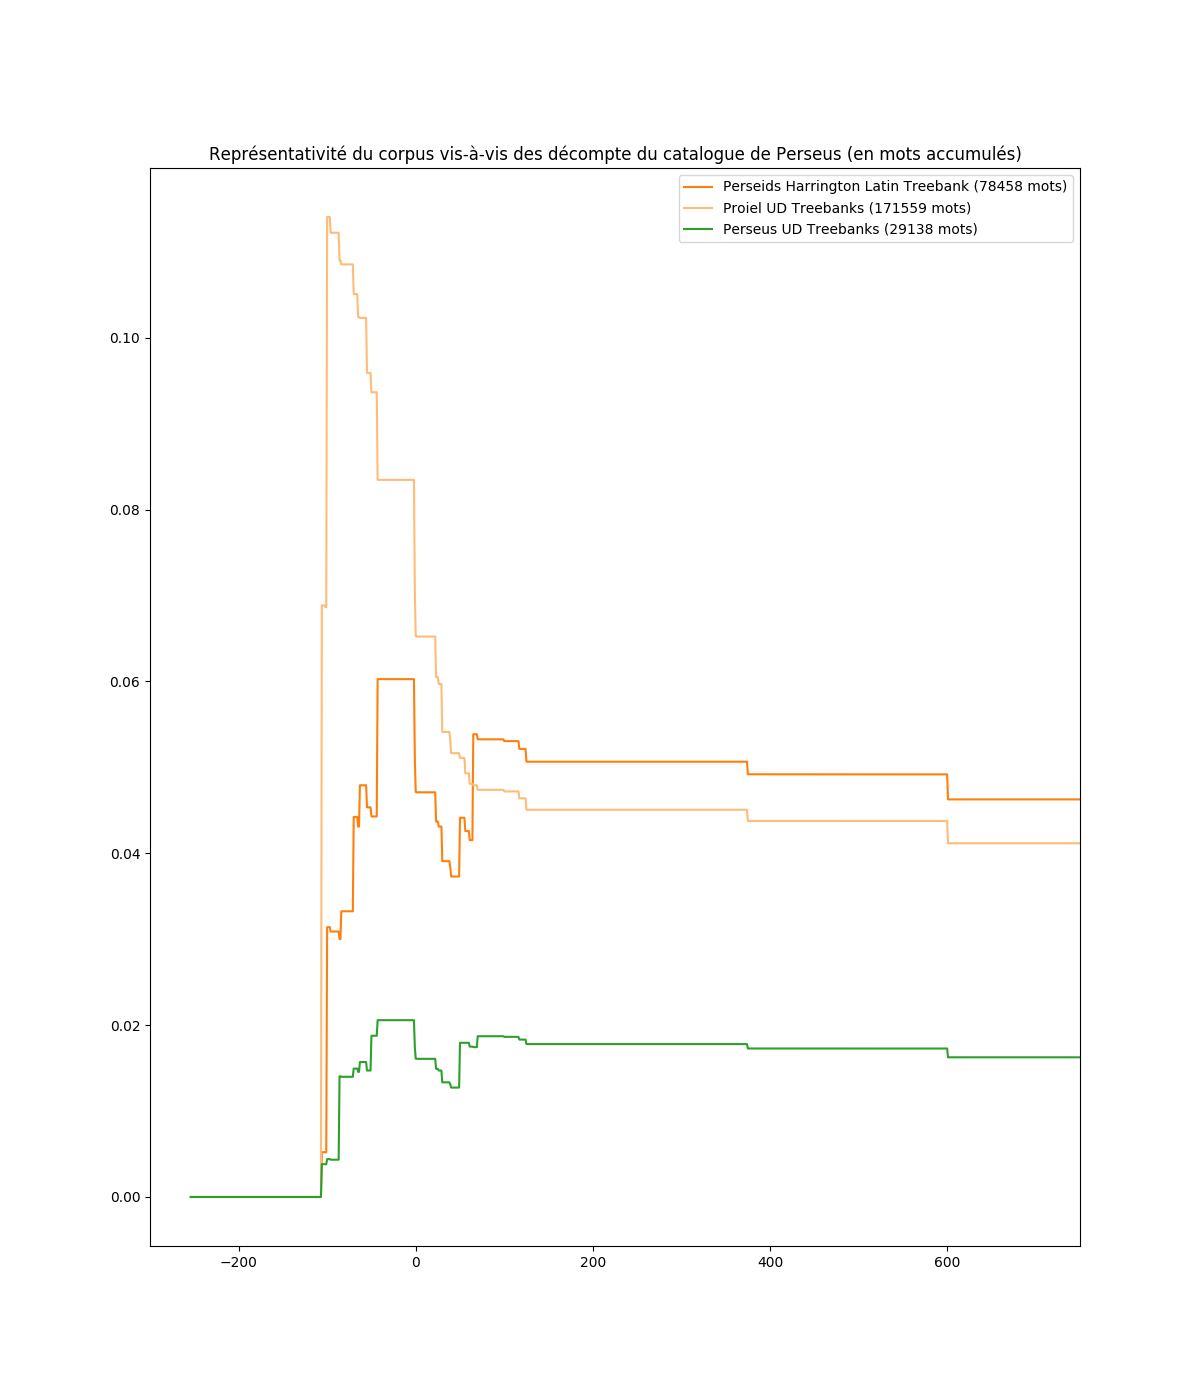 Représentativité du corpus vis-à-vis des décompte du catalogue de Perseus (en mots accumulés)
Perseids Harrington Latin Treebank (78458 mots)
Proiel UD Treebanks (171559 mots)
Perseus UD Treebanks (29138 mots)
0.10
0.08
0.06
0.04
0.02
0.00
−200
0
200
400
600